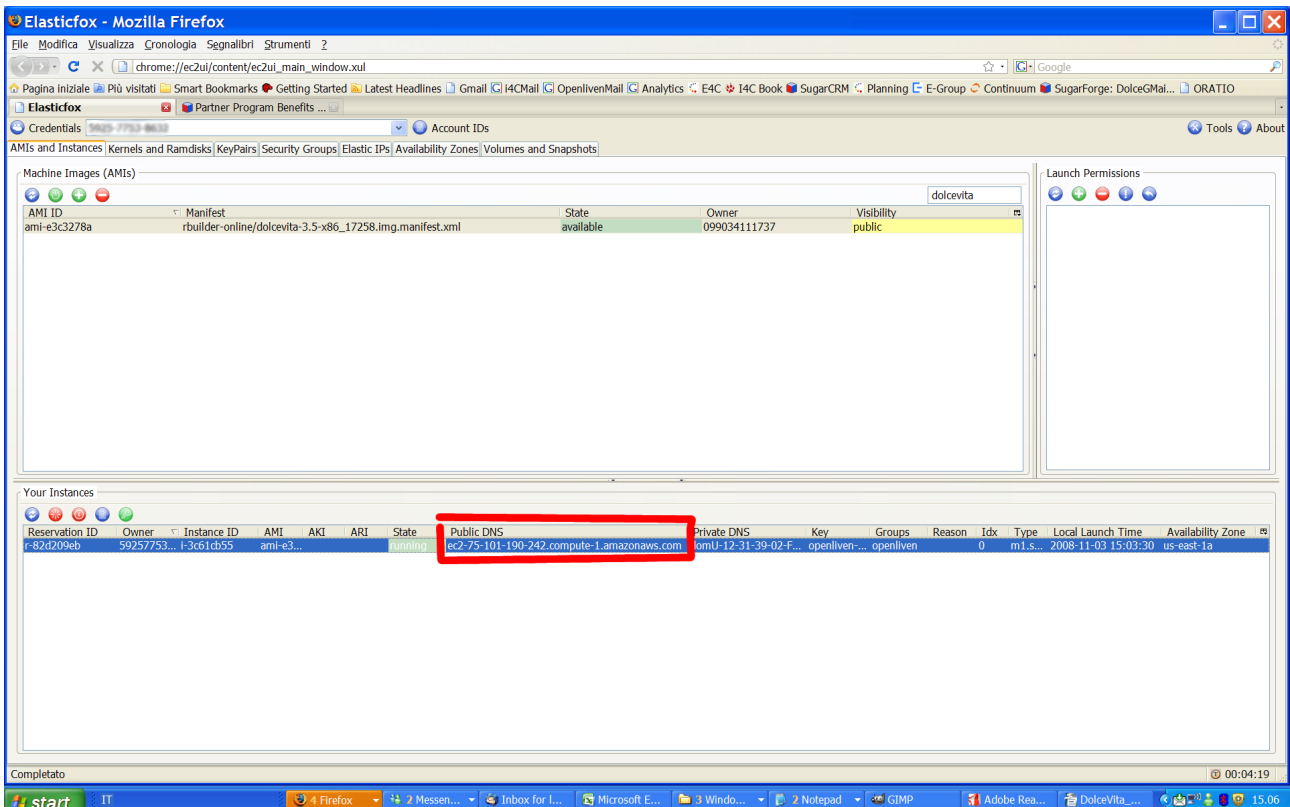 Elasticfox - Mozilla Firefox
File Modifica Visualizza Cronologia Segnalibri Strumenti ?
chrome://ec2ui/content/ec2ui_main_window.xul Google
Pagina iniziale Più visitati Smart Bookmarks Getting Started Latest Headlines Gmail i4CMail OpenlivenMail Analytics E4C I4C Book SugarCRM Planning E-Group Continuum SugarForge: DolceGMai... ORATIO
Elasticfox Partner Program Benefits ...
Credentials Account IDs Tools About
AMIs and Instances Kernels and Ramdisks KeyPairs Security Groups Elastic IPs Availability Zones Volumes and Snapshots
Machine Images (AMIs) Launch Permissions
dolcevita
AMI ID Manifest State Owner Visibility
ami-e3c3278a rbuilder-online/dolcevita-3.5-x86_17258.img.manifest.xml available 099034111737 public
Your Instances
Reservation ID Owner Instance ID AMI AKI ARI State Public DNS Private DNS Key Groups Reason Idx Type Local Launch Time Availability Zone
r-82d209eb 59257753... i-3c61cb55 ami-e3... running ec2-75-101-190-242.compute-1.amazonaws.com domU-12-31-39-02-F... openliven-... openliven 0 m1.s... 2008-11-03 15:03:30 us-east-1a
Completato 00:04:19
start IT 4 Firefox 2 Messen... Inbox for I... Microsoft E... 3 Windo... 2 Notepad GIMP Adobe Rea... DolceVita_... 15.06